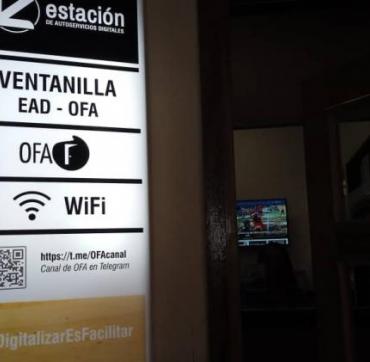 estación
DE AUTOSERVICIOS DIGITALES
VENTANILLA
EAD - OFA
OFA F
WiFi
https://t.me/OFAcanal
Canal de OFA en Telegram
DigitalizarEsFacilitar